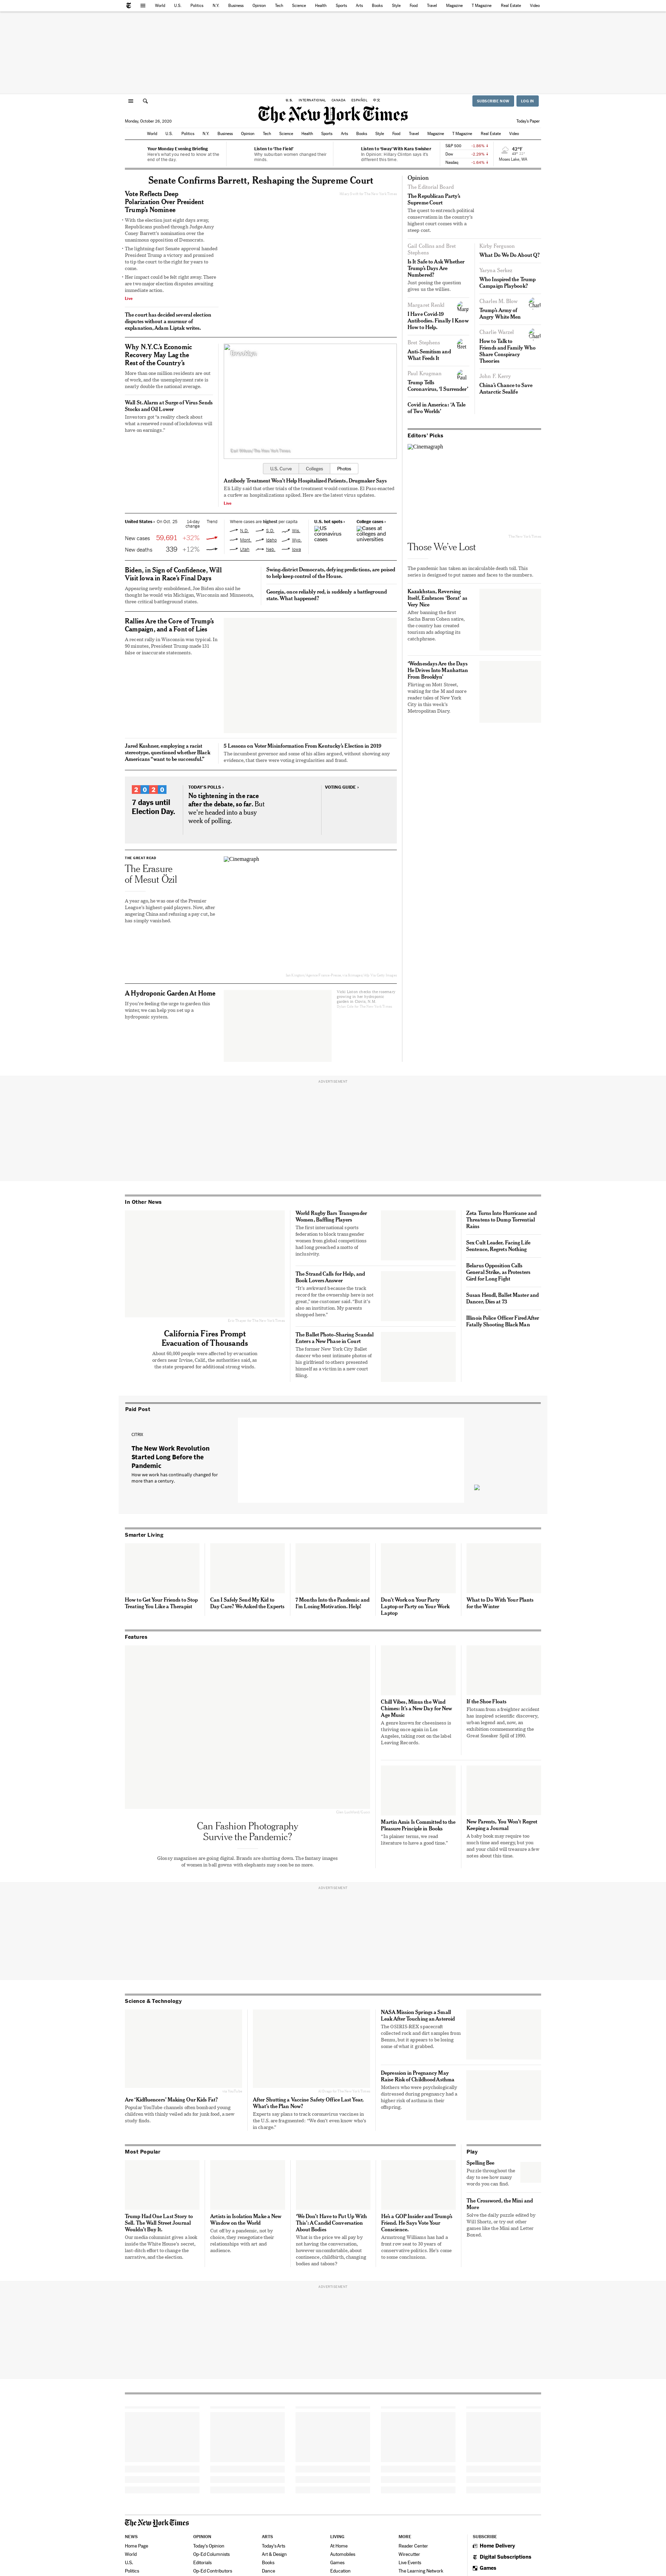 World U.S. Politics N.Y. Business Opinion Tech Science Health Sports Arts Books Style Food Travel Magazine T Magazine Real Estate Video
U.S. INTERNATIONAL CANADA ESPAÑOL 中文
SUBSCRIBE NOW LOG IN
The New York Times
Monday, October 26, 2020
Today's Paper
World U.S. Politics N.Y. Business Opinion Tech Science Health Sports Arts Books Style Food Travel Magazine T Magazine Real Estate Video
Your Monday Evening Briefing
Here's what you need to know at the end of the day.
Listen to 'The Field'
Why suburban women changed their minds.
Listen to 'Sway' With Kara Swisher
In Opinion: Hillary Clinton says it's different this time.
S&P 500 -1.86%
Dow -2.29%
Nasdaq -1.64%
42°F
Moses Lake, WA
Senate Confirms Barrett, Reshaping the Supreme Court
Vote Reflects Deep Polarization Over President Trump's Nominee
With the election just eight days away, Republicans pushed through Judge Amy Coney Barrett's nomination over the unanimous opposition of Democrats.
The lightning-fast Senate approval handed President Trump a victory and promised to tip the court to the right for years to come.
Her impact could be felt right away. There are two major election disputes awaiting immediate action.
Live
The court has decided several election disputes without a murmur of explanation, Adam Liptak writes.
Why N.Y.C.'s Economic Recovery May Lag the Rest of the Country's
More than one million residents are out of work, and the unemployment rate is nearly double the national average.
Wall St. Alarm at Surge of Virus Sends Stocks and Oil Lower
Investors got "a reality check about what a renewed round of lockdowns will have on earnings."
U.S. Curve Colleges Photos
Antibody Treatment Won't Help Hospitalized Patients, Drugmaker Says
Eli Lilly said that other trials of the treatment would continue. El Paso enacted a curfew as hospitalizations spiked. Here are the latest virus updates.
Live
United States › On Oct. 25 14-day change Trend
New cases 59,691 +32%
New deaths 339 +12%
Where cases are highest per capita
N.D. S.D. Wis.
Mont. Idaho Wyo.
Utah Neb. Iowa
U.S. hot spots ›
US coronavirus cases
College cases ›
Cases at colleges and universities
Biden, in Sign of Confidence, Will Visit Iowa in Race's Final Days
Appearing newly emboldened, Joe Biden also said he thought he would win Michigan, Wisconsin and Minnesota, three critical battleground states.
Swing-district Democrats, defying predictions, are poised to help keep control of the House.
Georgia, once reliably red, is suddenly a battleground state. What happened?
Rallies Are the Core of Trump's Campaign, and a Font of Lies
A recent rally in Wisconsin was typical. In 90 minutes, President Trump made 131 false or inaccurate statements.
Jared Kushner, employing a racist stereotype, questioned whether Black Americans "want to be successful."
5 Lessons on Voter Misinformation From Kentucky's Election in 2019
The incumbent governor and some of his allies argued, without showing any evidence, that there were voting irregularities and fraud.
2020
7 days until Election Day.
TODAY'S POLLS ›
No tightening in the race after the debate, so far. But we're headed into a busy week of polling.
VOTING GUIDE ›
THE GREAT READ
The Erasure of Mesut Özil
A year ago, he was one of the Premier League's highest-paid players. Now, after angering China and refusing a pay cut, he has simply vanished.
Cinemagraph
A Hydroponic Garden At Home
If you're feeling the urge to garden this winter, we can help you set up a hydroponic system.
Opinion
The Editorial Board
The Republican Party's Supreme Court
The quest to entrench political conservatism in the country's highest court comes with a steep cost.
Gail Collins and Bret Stephens
Is It Safe to Ask Whether Trump's Days Are Numbered?
Just posing the question gives us the willies.
Margaret Renkl
I Have Covid-19 Antibodies. Finally I Know How to Help.
Bret Stephens
Anti-Semitism and What Feeds It
Paul Krugman
Trump Tells Coronavirus, 'I Surrender'
Covid in America: 'A Tale of Two Worlds'
Kirby Ferguson
What Do We Do About Q?
Taryna Serfez
Who Inspired the Trump Campaign Playbook?
Charles M. Blow
Trump's Army of Angry White Men
Charlie Warzel
How to Talk to Friends and Family Who Share Conspiracy Theories
John F. Kerry
China's Chance to Save Antarctic Sealife
Editors' Picks
Cinemagraph
Those We've Lost
The pandemic has taken an incalculable death toll. This series is designed to put names and faces to the numbers.
Kazakhstan, Reversing Itself, Embraces 'Borat' as Very Nice
After banning the first Sacha Baron Cohen satire, the country has created tourism ads adopting its catchphrase.
'Wednesdays Are the Days He Drives Into Manhattan From Brooklyn'
Flirting on Mott Street, waiting for the M and more reader tales of New York City in this week's Metropolitan Diary.
ADVERTISEMENT
In Other News
California Fires Prompt Evacuation of Thousands
About 60,000 people were affected by evacuation orders near Irvine, Calif., the authorities said, as the state prepared for additional strong winds.
World Rugby Bars Transgender Women, Baffling Players
The first international sports federation to block transgender women from global competitions had long preached a motto of inclusivity.
The Strand Calls for Help, and Book Lovers Answer
"It's awkward because the track record for the ownership here is not great," one customer said. "But it's also an institution. My parents shopped here."
The Ballet Photo-Sharing Scandal Enters a New Phase in Court
The former New York City Ballet dancer who sent intimate photos of his girlfriend to others presented himself as a victim in a new court filing.
Zeta Turns Into Hurricane and Threatens to Dump Torrential Rains
Sex Cult Leader, Facing Life Sentence, Regrets Nothing
Belarus Opposition Calls General Strike, as Protesters Gird for Long Fight
Susan Hendl, Ballet Master and Dancer, Dies at 73
Illinois Police Officer Fired After Fatally Shooting Black Man
Paid Post
CITRIX
The New Work Revolution Started Long Before the Pandemic
How we work has continually changed for more than a century.
Smarter Living
How to Get Your Friends to Stop Treating You Like a Therapist
Can I Safely Send My Kid to Day Care? We Asked the Experts
7 Months Into the Pandemic and I'm Losing Motivation. Help!
Don't Work on Your Party Laptop or Party on Your Work Laptop
What to Do With Your Plants for the Winter
Features
Can Fashion Photography Survive the Pandemic?
Glossy magazines are going digital. Brands are shutting down. The fantasy images of women in ball gowns with elephants may soon be no more.
Chill Vibes, Minus the Wind Chimes: It's a New Day for New Age Music
A genre known for cheesiness is thriving once again in Los Angeles, taking root on the label Leaving Records.
If the Shoe Floats
Flotsam from a freighter accident has inspired scientific discovery, urban legend and, now, an exhibition commemorating the Great Sneaker Spill of 1990.
Martin Amis Is Committed to the Pleasure Principle in Books
"In plainer terms, we read literature to have a good time."
New Parents, You Won't Regret Keeping a Journal
A baby book may require too much time and energy, but you and your child will treasure a few notes about this time.
ADVERTISEMENT
Science & Technology
Are 'Kidfluencers' Making Our Kids Fat?
Popular YouTube channels often bombard young children with thinly veiled ads for junk food, a new study finds.
After Shutting a Vaccine Safety Office Last Year, What's the Plan Now?
Experts say plans to track coronavirus vaccines in the U.S. are fragmented: "We don't even know who's in charge."
NASA Mission Springs a Small Leak After Touching an Asteroid
The OSIRIS-REX spacecraft collected rock and dirt samples from Bennu, but it appears to be losing some of what it grabbed.
Depression in Pregnancy May Raise Risk of Childhood Asthma
Mothers who were psychologically distressed during pregnancy had a higher risk of asthma in their offspring.
Most Popular
Trump Had One Last Story to Sell. The Wall Street Journal Wouldn't Buy It.
Our media columnist gives a look inside the White House's secret, last-ditch effort to change the narrative, and the election.
Artists in Isolation Make a New Window on the World
Cut off by a pandemic, not by choice, they renegotiate their relationships with art and audience.
'We Don't Have to Put Up With This': A Candid Conversation About Bodies
What is the price we all pay by not having the conversation, however uncomfortable, about continence, childbirth, changing bodies and taboos?
He's a GOP Insider and Trump's Friend. He Says Vote Your Conscience.
Armstrong Williams has had a front row seat to 30 years of conservative politics. He's come to some conclusions.
Play
Spelling Bee
Puzzle throughout the day to see how many words you can find.
The Crossword, the Mini and More
Solve the daily puzzle edited by Will Shortz, or try out other games like the Mini and Letter Boxed.
ADVERTISEMENT
The New York Times
NEWS
Home Page
World
U.S.
Politics
OPINION
Today's Opinion
Op-Ed Columnists
Editorials
Op-Ed Contributors
ARTS
Today's Arts
Art & Design
Books
Dance
LIVING
At Home
Automobiles
Games
Education
MORE
Reader Center
Wirecutter
Live Events
The Learning Network
SUBSCRIBE
Home Delivery
Digital Subscriptions
Games